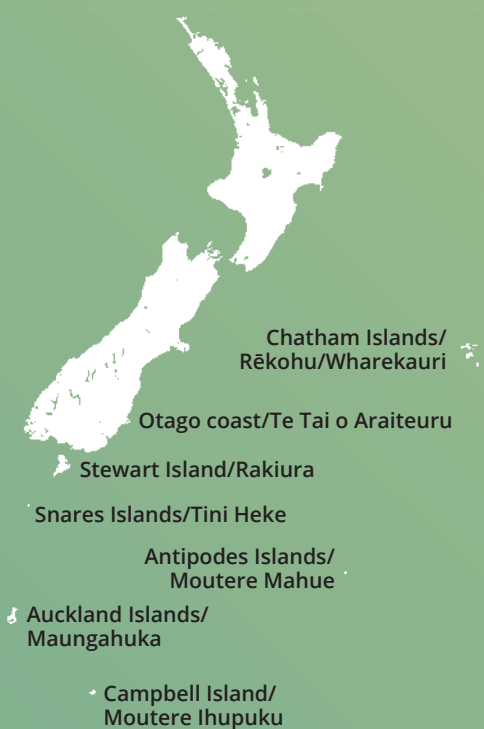 Chatham Islands/
Rēkohu/Wharekauri
Otago coast/Te Tai o Araiteuru
Stewart Island/Rakiura
Snares Islands/Tini Heke
Antipodes Islands/
Moutere Mahue
Auckland Islands/
Maungahuka
Campbell Island/
Moutere Ihupuku